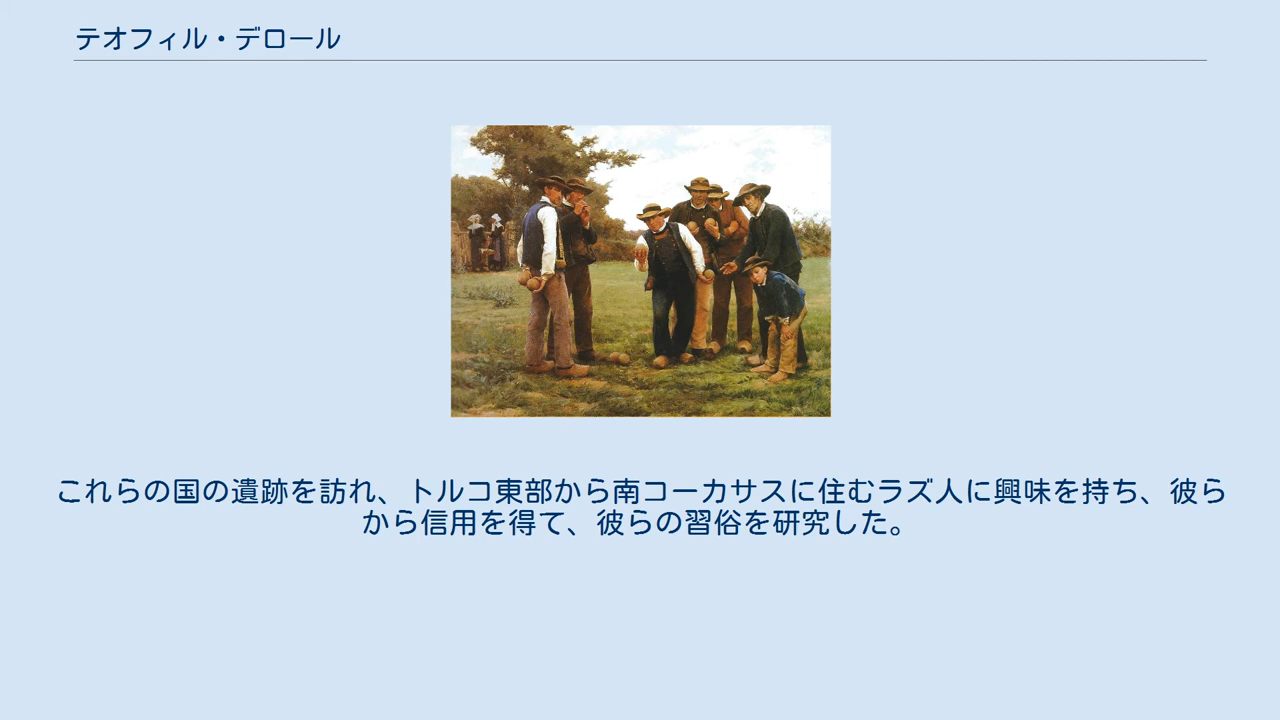 テオフィル・デロール
これらの国の遺跡を訪れ、トルコ東部から南コーカサスに住むラズ人に興味を持ち、彼ら
から信用を得て、彼らの習俗を研究した。